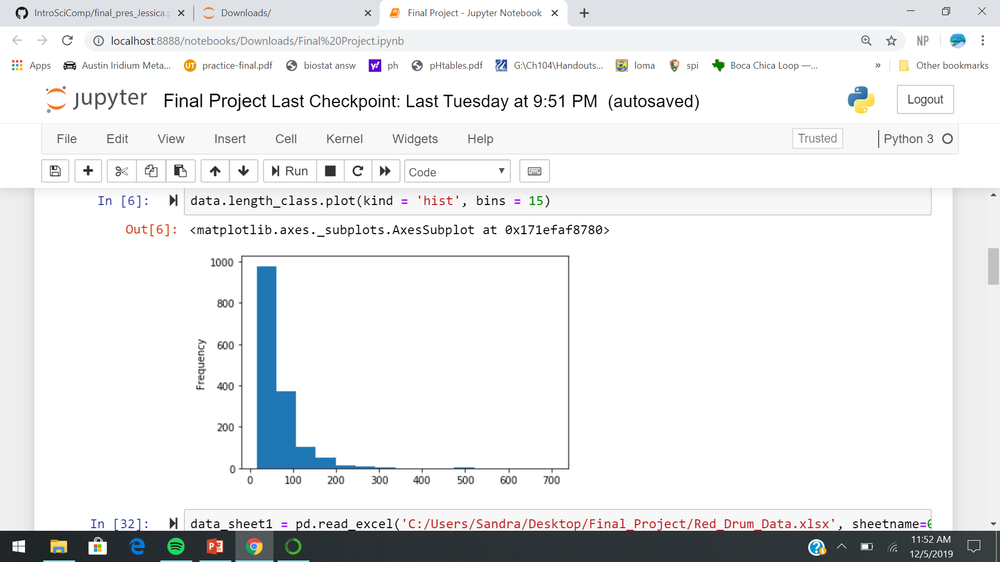 IntroSciComp/final_pres_Jessica.p
Downloads/
Final Project - Jupyter Notebook
localhost:8888/notebooks/Downloads/Final%20Project.ipynb
NP
Apps
Austin Iridium Meta...
UT
practice-final.pdf
biostat answ
y!
ph
pHtables.pdf
G:\Ch104\Handouts...
loma
spi
Boca Chica Loop —...
»
Other bookmarks
jupyter
Final Project Last Checkpoint: Last Tuesday at 9:51 PM (autosaved)
Logout
File
Edit
View
Insert
Cell
Kernel
Widgets
Help
Trusted
Python 3
Run
Code
In [6]:
data.length_class.plot(kind = 'hist', bins = 15)
Out[6]:
<matplotlib.axes._subplots.AxesSubplot at 0x171efaf8780>
1000
800
600
400
200
0
Frequency
0 100 200 300 400 500 600 700
In [32]:
data_sheet1 = pd.read_excel('C:/Users/Sandra/Desktop/Final_Project/Red_Drum_Data.xlsx', sheetname=0
11:52 AM
12/5/2019